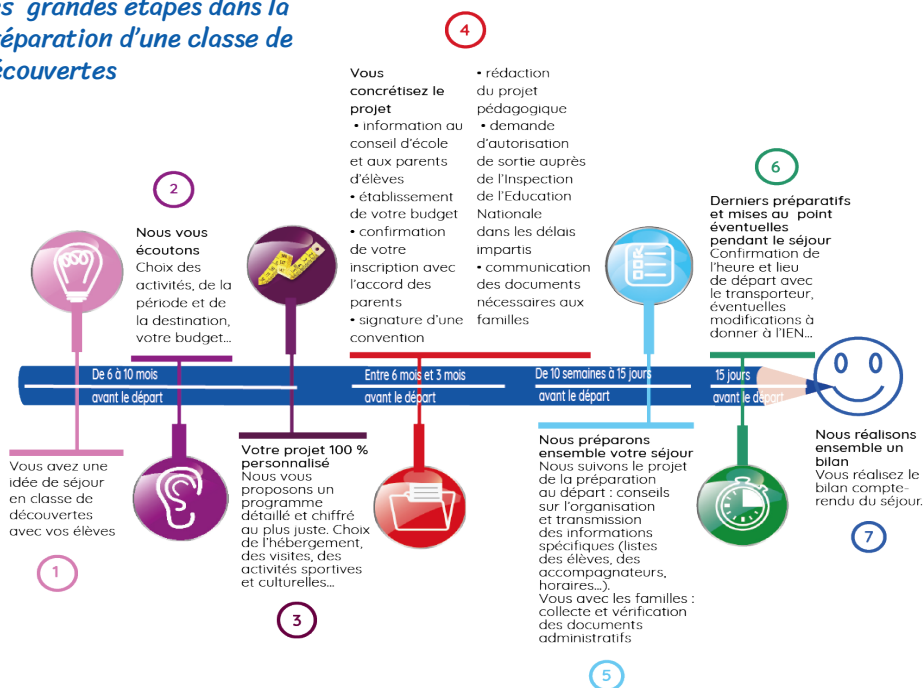 es grandes étapes dans la
réparation d'une classe de
écouvertes
1
Vous avez une
idée de séjour
en classe de
découvertes
avec vos élèves
2
Nous vous
écoutons
Choix des
activités, de la
période et de
la destination,
votre budget...
3
Votre projet 100 %
personnalisé
Nous vous
proposons un
programme
détaillé et chiffré
au plus juste. Choix
de l'hébergement,
des visites, des
activités sportives
et culturelles...
4
Vous
concrétisez le
projet
• information au
conseil d'école
et aux parents
d'élèves
• établissement
de votre budget
• confirmation
de votre
inscription avec
l'accord des
parents
• signature d'une
convention
• rédaction
du projet
pédagogique
• demande
d'autorisation
de sortie auprès
de l'Inspection
de l'Education
Nationale
dans les délais
impartis
• communication
des documents
nécessaires aux
familles
5
Nous préparons
ensemble votre séjour
Nous suivons le projet
de la préparation
au départ : conseils
sur l'organisation
et transmission
des informations
spécifiques (listes
des élèves, des
accompagnateurs,
horaires...).
Vous avec les familles :
collecte et vérification
des documents
administratifs
6
Derniers préparatifs
et mises au point
éventuelles
pendant le séjour
Confirmation de
l'heure et lieu
de départ avec
le transporteur,
éventuelles
modifications à
donner à l'IEN...
De 6 à 10 mois
avant le départ
Entre 6 mois et 3 mois
avant le départ
De 10 semaines à 15 jours
avant le départ
15 jours
avant le départ
Nous réalisons
ensemble un
bilan
Vous réalisez le
bilan compte-
rendu du séjour.
7